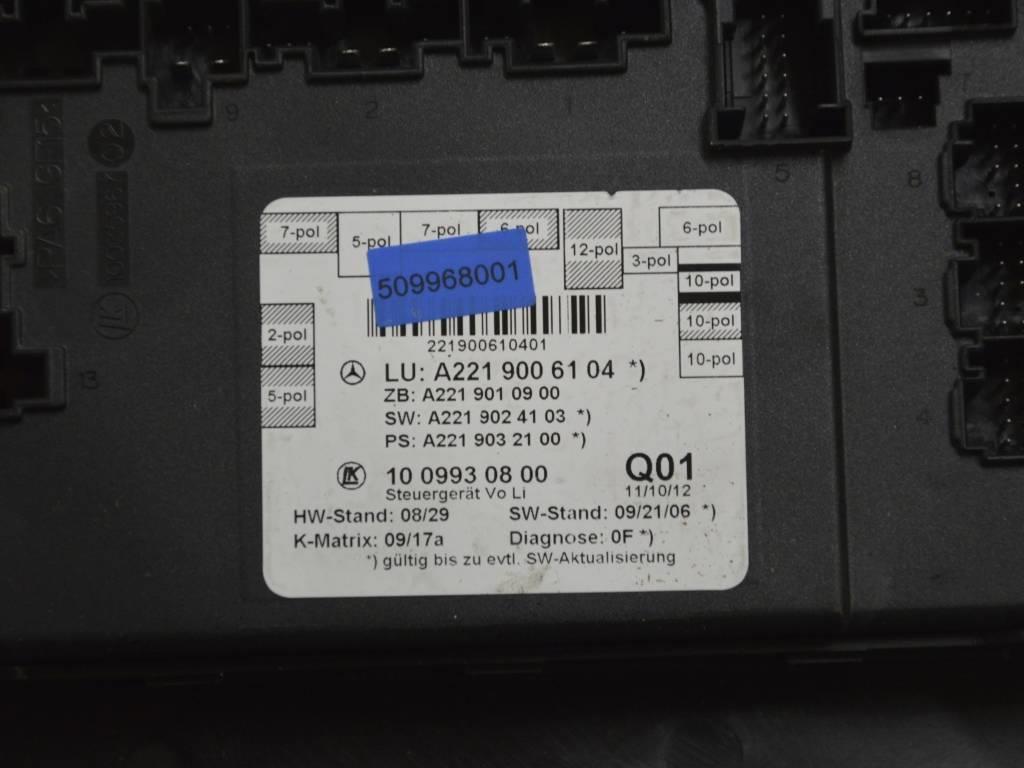 9
2
1
5
8
3
4
13
02
7-pol
5-pol
7-pol
6-pol
12-pol
3-pol
6-pol
10-pol
10-pol
10-pol
2-pol
5-pol
509968001
221900610401
LU: A221 900 61 04 *)
ZB: A221 901 09 00
SW: A221 902 41 03 *)
PS: A221 903 21 00 *)
LK 10 0993 08 00
Steuergerät Vo Li
Q01
11/10/12
HW-Stand: 08/29 SW-Stand: 09/21/06 *)
K-Matrix: 09/17a Diagnose: 0F *)
*) gültig bis zu evtl. SW-Aktualisierung